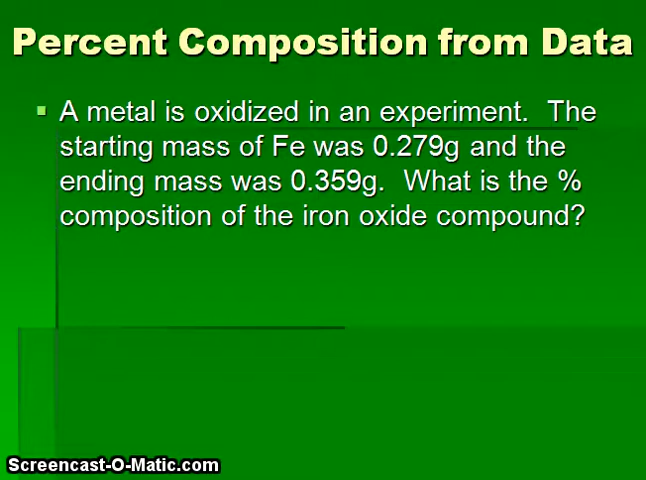 Percent Composition from Data
A metal is oxidized in an experiment. The
starting mass of Fe was 0.279g and the
ending mass was 0.359g. What is the %
composition of the iron oxide compound?
Screencast-O-Matic.com